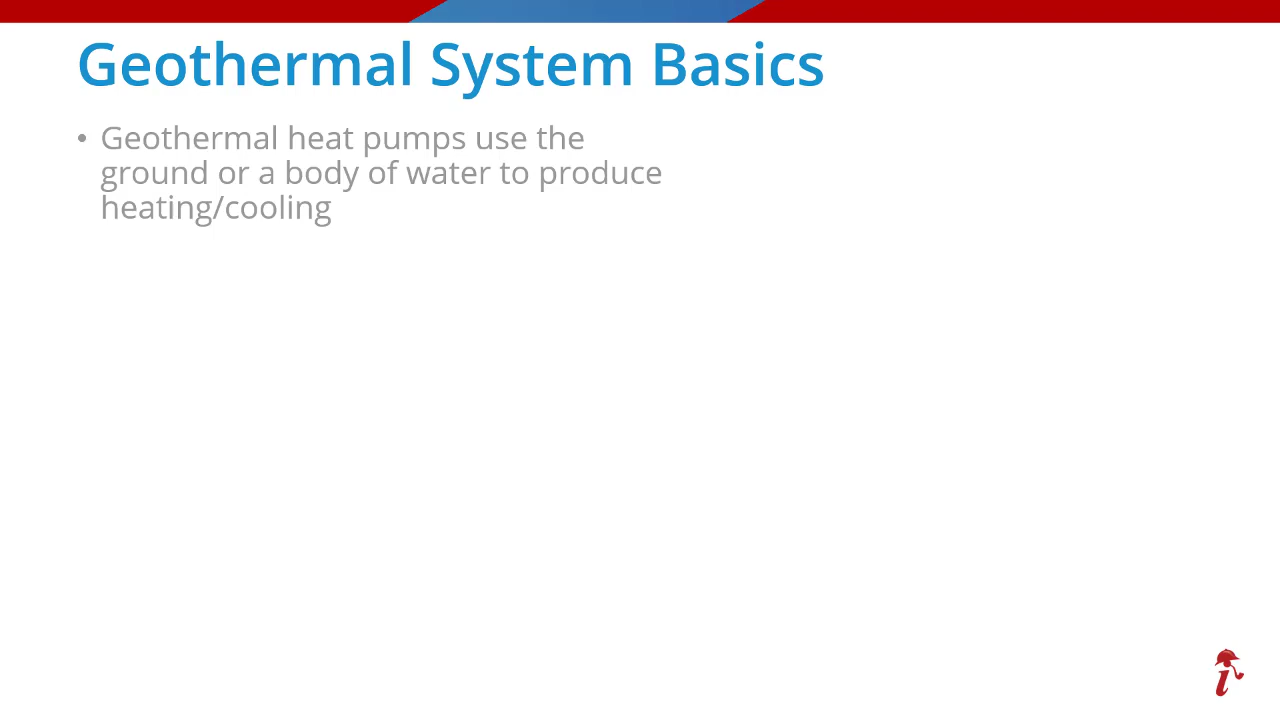 Geothermal System Basics
• Geothermal heat pumps use the
ground or a body of water to produce
heating/cooling